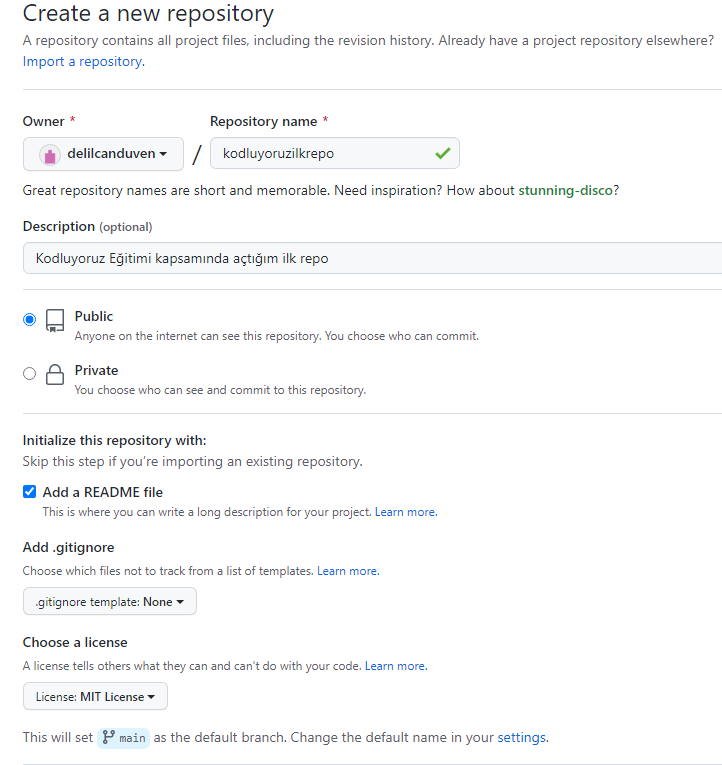 Create a new repository
A repository contains all project files, including the revision history. Already have a project repository elsewhere?
Import a repository.
Owner * Repository name *
delilcanduven / kodluyoruzilkrepo
Great repository names are short and memorable. Need inspiration? How about stunning-disco?
Description (optional)
Kodluyoruz Eğitimi kapsamında açtığım ilk repo
Public
Anyone on the internet can see this repository. You choose who can commit.
Private
You choose who can see and commit to this repository.
Initialize this repository with:
Skip this step if you’re importing an existing repository.
Add a README file
This is where you can write a long description for your project. Learn more.
Add .gitignore
Choose which files not to track from a list of templates. Learn more.
.gitignore template: None
Choose a license
A license tells others what they can and can't do with your code. Learn more.
License: MIT License
This will set main as the default branch. Change the default name in your settings.